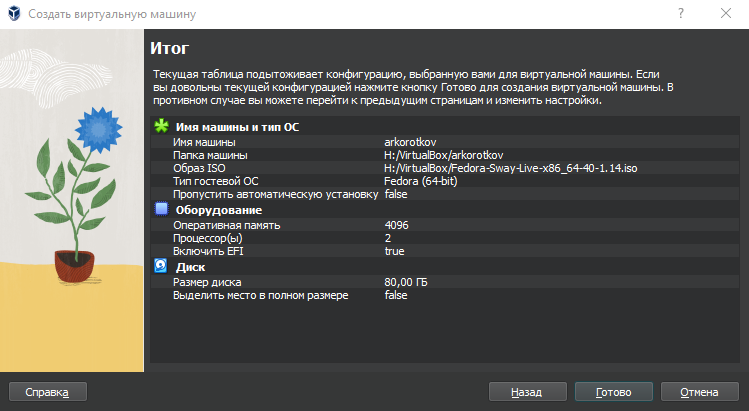 Создать виртуальную машину
?
Итог
Текущая таблица подытоживает конфигурацию, выбранную вами для виртуальной машины. Если
вы довольны текущей конфигурацией нажмите кнопку Готово для создания виртуальной машины. В
противном случае вы можете перейти к предыдущим страницам и изменить настройки.
Имя машины и тип ОС
Имя машины arkorotkov
Папка машины H:/VirtualBox/arkorotkov
Образ ISO H:/VirtualBox/Fedora-Sway-Live-x86_64-40-1.14.iso
Тип гостевой ОС Fedora (64-bit)
Пропустить автоматическую установку false
Оборудование
Оперативная память 4096
Процессор(ы) 2
Включить EFI true
Диск
Размер диска 80,00 ГБ
Выделить место в полном размере false
Справка Назад Готово Отмена